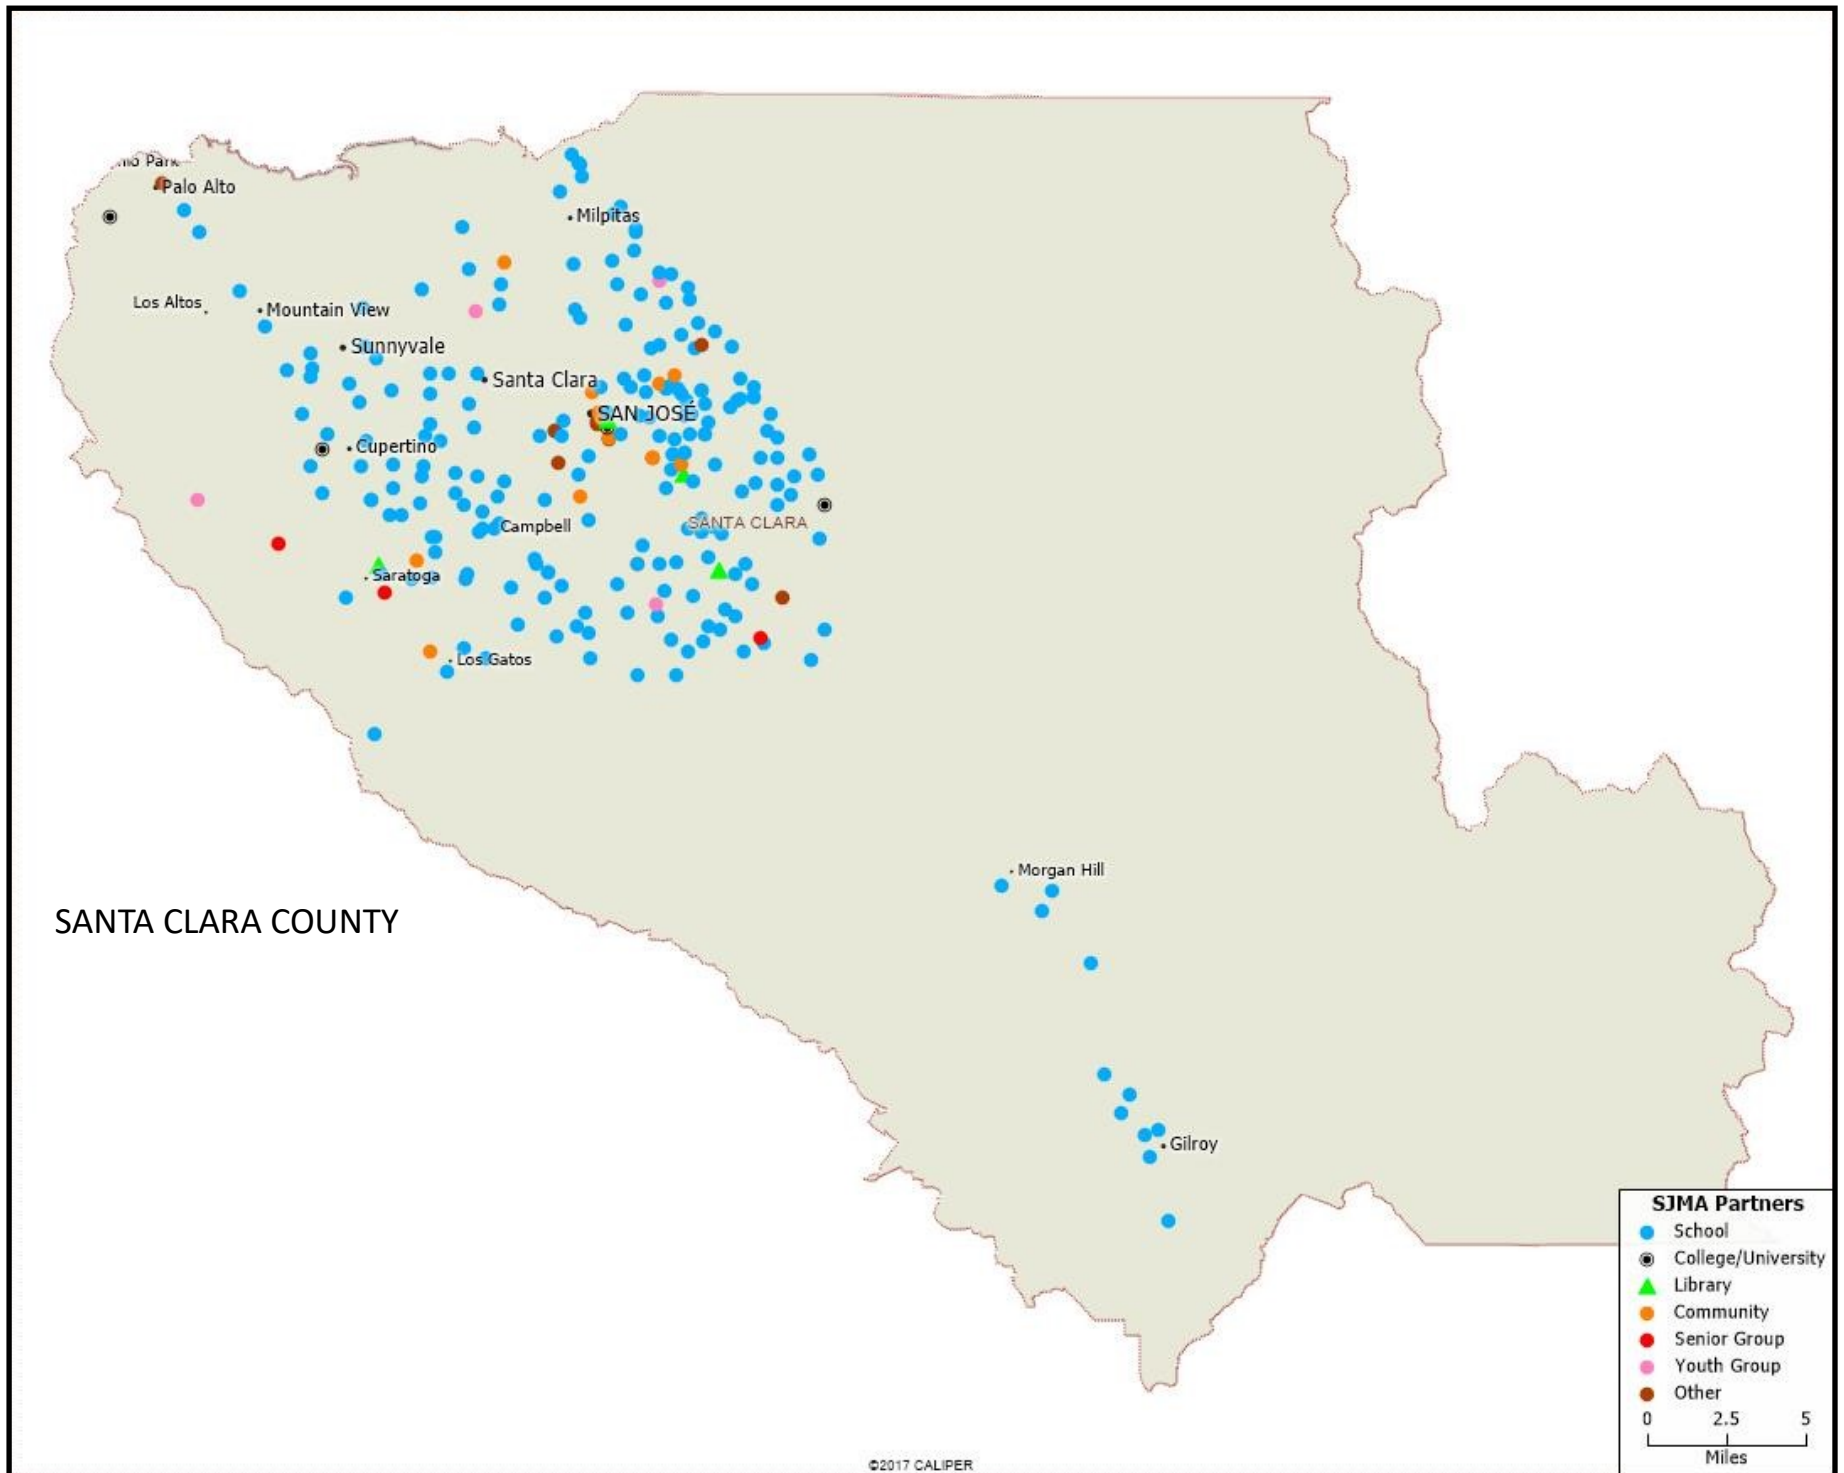 Palo Alto
Milpitas
Los Altos
Mountain View
Sunnyvale
Santa Clara
SAN JOSÉ
Cupertino
SANTA CLARA
Campbell
Saratoga
Los Gatos
Morgan Hill
SANTA CLARA COUNTY
Gilroy
SJMA Partners
School
College/University
Library
Community
Senior Group
Youth Group
Other
0 2.5 5
Miles
©2017 CALIPER